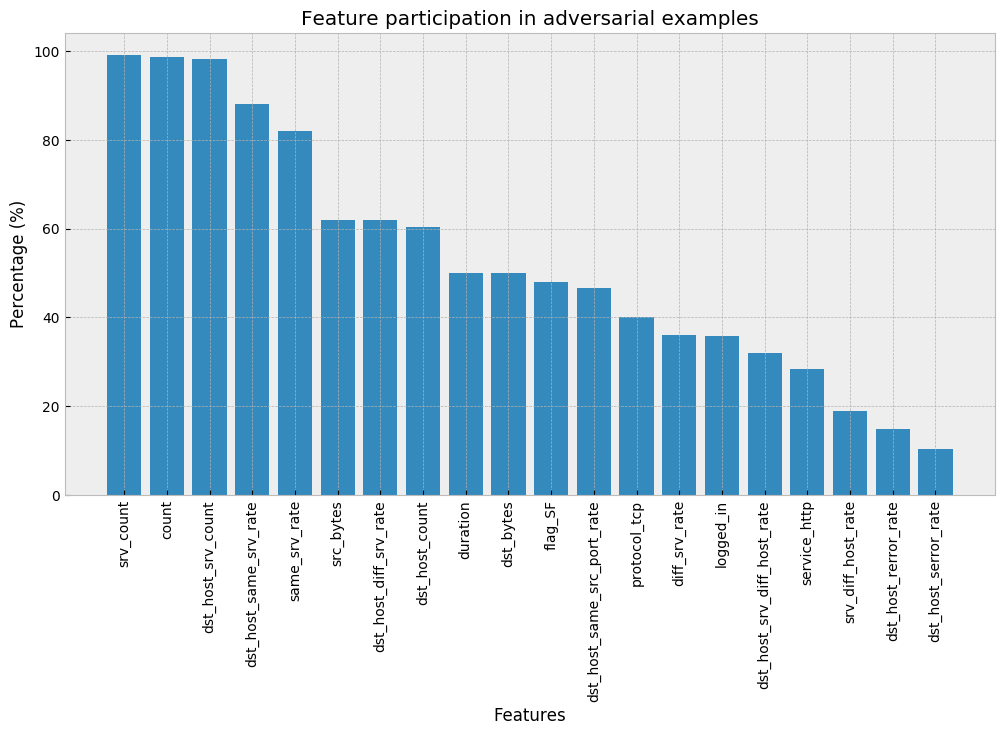 Feature participation in adversarial examples
Percentage (%)
100
80
60
40
20
0
srv_count
count
dst_host_srv_count
dst_host_same_srv_rate
same_srv_rate
src_bytes
dst_host_diff_srv_rate
dst_host_count
duration
dst_bytes
flag_SF
dst_host_same_src_port_rate
protocol_tcp
diff_srv_rate
logged_in
dst_host_srv_diff_host_rate
service_http
srv_diff_host_rate
dst_host_rerror_rate
dst_host_serror_rate
Features